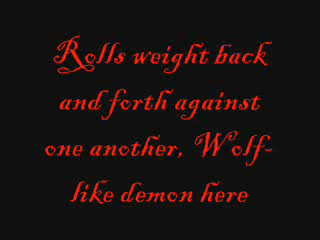 Rolls weight back
and forth against
one another, Wolf-
like demon here